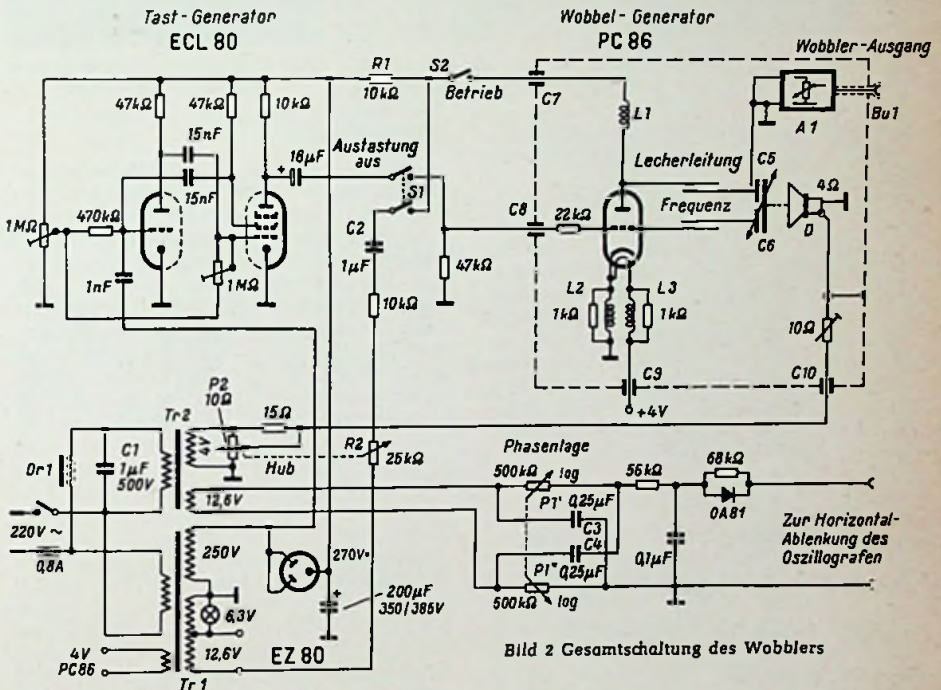 Tast-Generator
ECL 80
Wobbel-Generator
PC 86
Wobbler-Ausgang
R1
10kΩ
S2
Betrieb
C7
L1
A1
Bu1
47kΩ
47kΩ
10kΩ
15nF
15nF
+
16µF
Austastung
aus
S1
Lecherleitung
Frequenz
C5
C6
4Ω
D
1MΩ
470kΩ
1nF
1MΩ
C2
1µF
10kΩ
47kΩ
C8
22kΩ
L2
1kΩ
L3
1kΩ
10Ω
C9
+4V
C10
Tr2
P2
10Ω
15Ω
4V
Hub
R2
25kΩ
Dr1
C1
1µF
500V
12,6V
220V~
0,8A
250V
6,3V
12,6V
4V
PC86
Tr1
270V=
+
200µF
350/385V
EZ 80
Phasenlage
500kΩ
log
P1'
0,25µF
C3
C4
P1"
0,25µF
500kΩ
log
56kΩ
68kΩ
OA81
0,1µF
Zur Horizontal-
Ablenkung des
Oszillografen
Bild 2 Gesamtschaltung des Wobblers